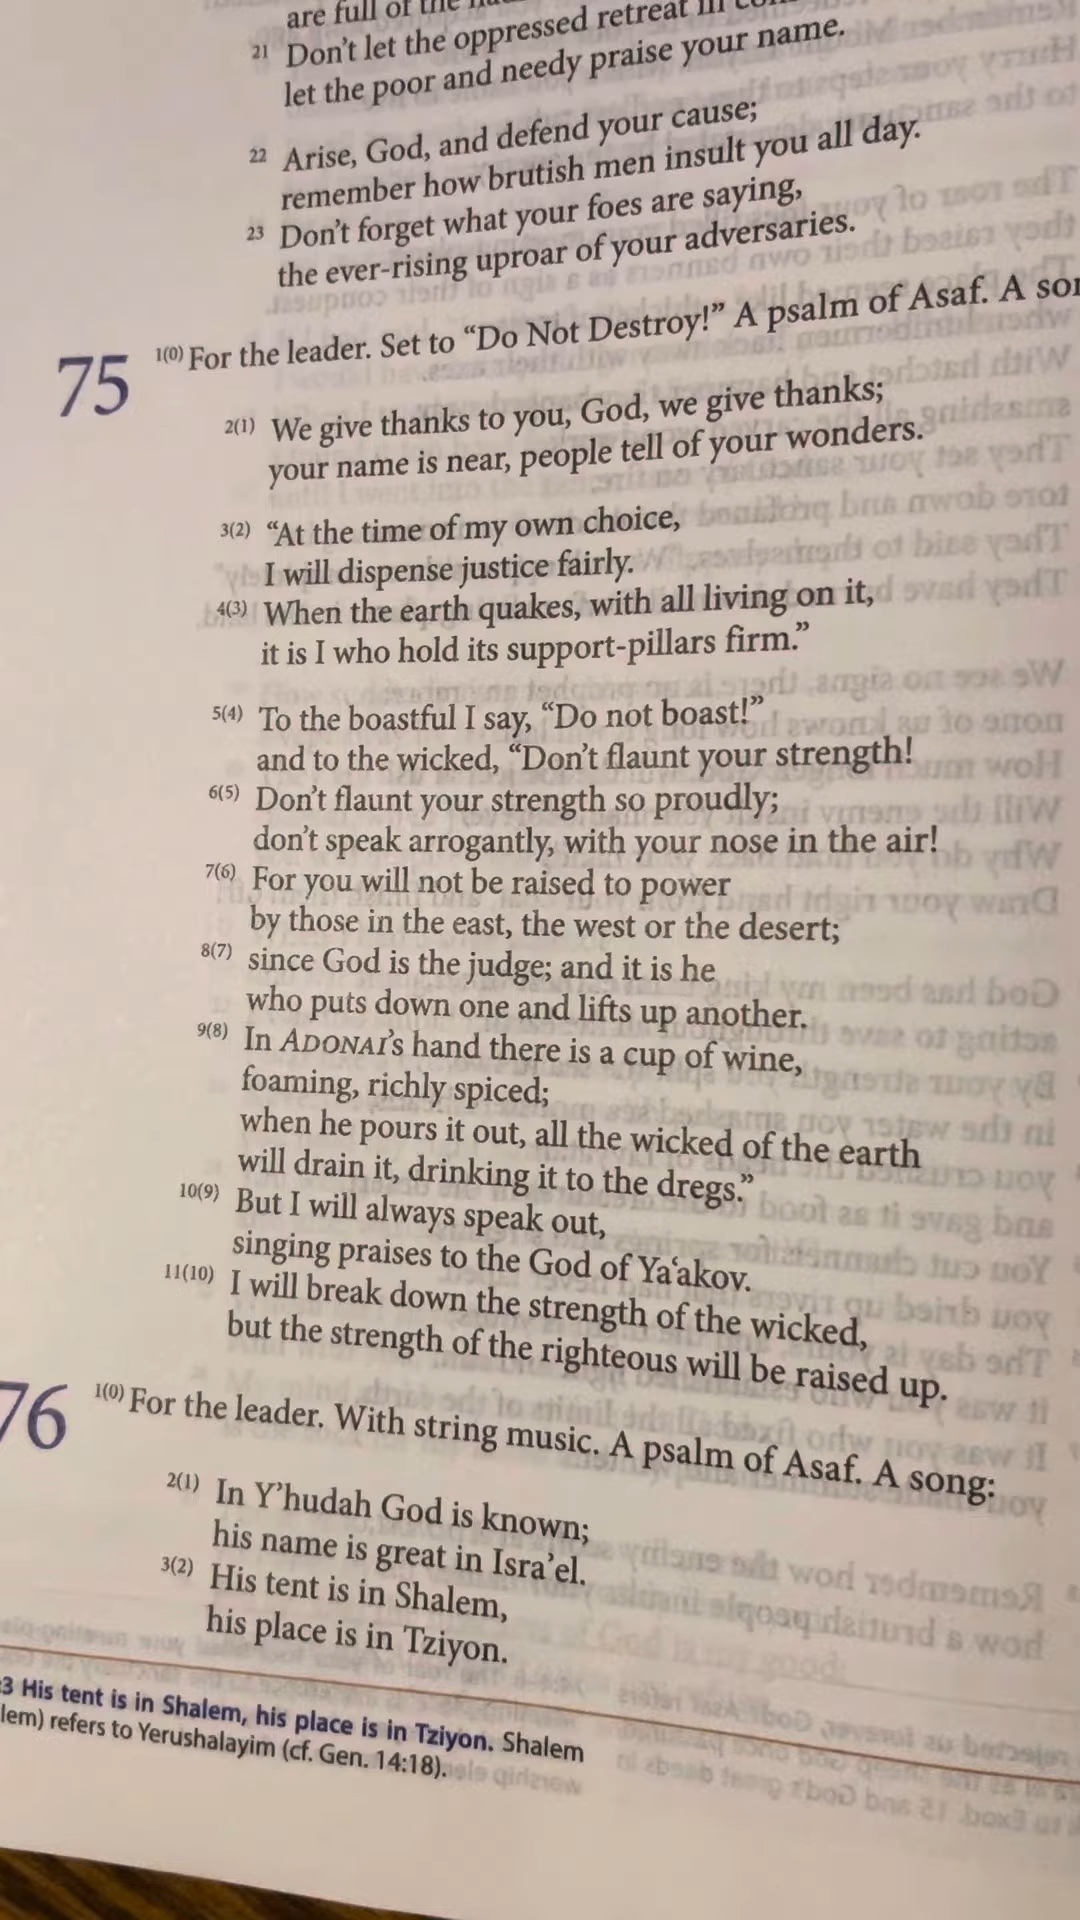 are full of the
21 Don't let the oppressed retreat in
let the poor and needy praise your name.
22 Arise, God, and defend your cause;
remember how brutish men insult you all day.
23 Don't forget what your foes are saying,
the ever-rising uproar of your adversaries.
75 1(0) For the leader. Set to “Do Not Destroy!” A psalm of Asaf. A
2(1) We give thanks to you, God, we give thanks;
your name is near, people tell of your wonders.
3(2) “At the time of my own choice,
I will dispense justice fairly.
4(3) When the earth quakes, with all living on it,
it is I who hold its support-pillars firm.”
5(4) To the boastful I say, “Do not boast!”
and to the wicked, “Don't flaunt your strength!
6(5) Don't flaunt your strength so proudly;
don't speak arrogantly, with your nose in the air!
7(6) For you will not be raised to power
by those in the east, the west or the desert;
8(7) since God is the judge; and it is he
who puts down one and lifts up another.
9(8) In ADONAI's hand there is a cup of wine,
foaming, richly spiced;
when he pours it out, all the wicked of the earth
will drain it, drinking it to the dregs.”
10(9) But I will always speak out,
singing praises to the God of Ya‘akov.
11(10) I will break down the strength of the wicked,
but the strength of the righteous will be raised up.
76 1(0) For the leader. With string music. A psalm of Asaf. A song:
2(1) In Y'hudah God is known;
his name is great in Isra'el.
3(2) His tent is in Shalem,
his place is in Tziyon.
3 His tent is in Shalem, his place is in Tziyon. Shalem
lem) refers to Yerushalayim (cf. Gen. 14:18).